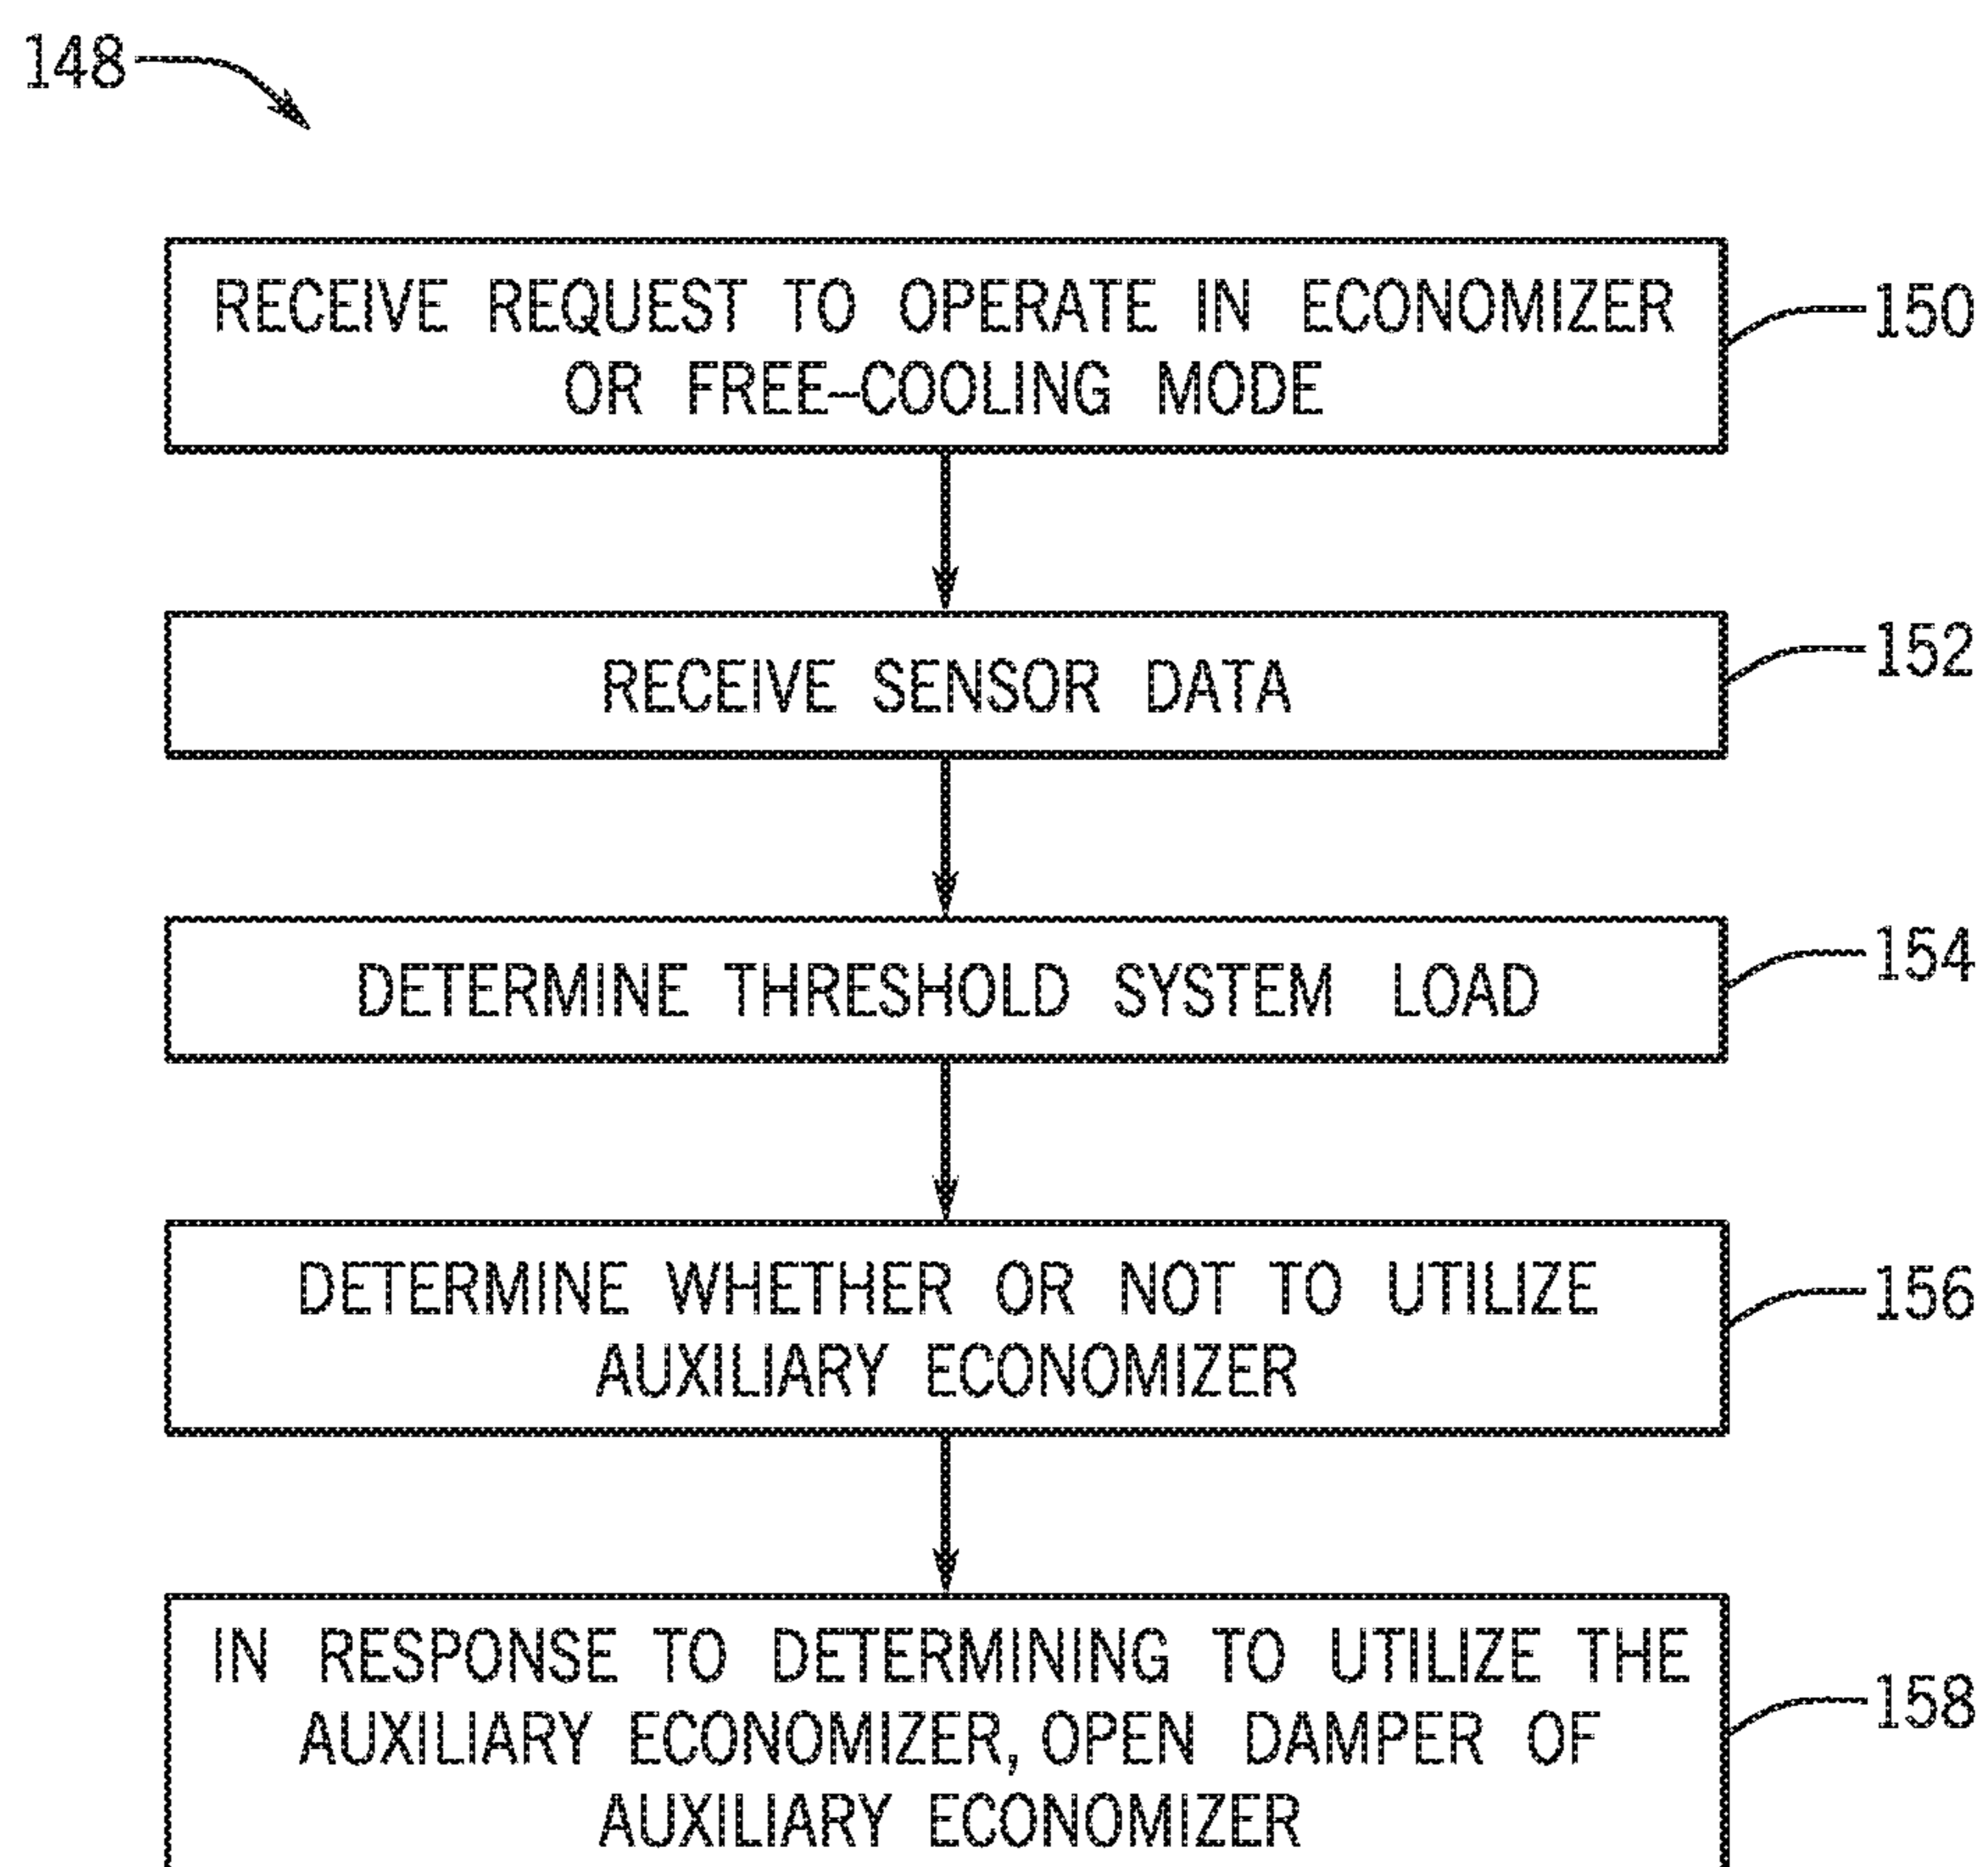 148
RECEIVE REQUEST TO OPERATE IN ECONOMIZER
OR FREE-COOLING MODE
150
RECEIVE SENSOR DATA
152
DETERMINE THRESHOLD SYSTEM LOAD
154
DETERMINE WHETHER OR NOT TO UTILIZE
AUXILIARY ECONOMIZER
156
IN RESPONSE TO DETERMINING TO UTILIZE THE
AUXILIARY ECONOMIZER, OPEN DAMPER OF
AUXILIARY ECONOMIZER
158